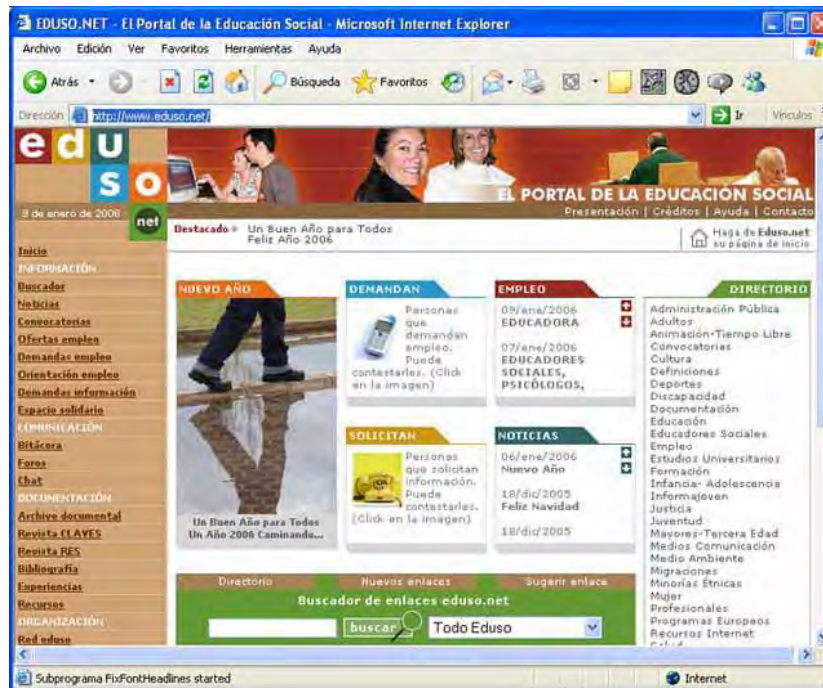 EDUSO.NET - El Portal de la Educación Social - Microsoft Internet Explorer
Archivo Edición Ver Favoritos Herramientas Ayuda
Atrás Búsqueda Favoritos
Dirección http://www.eduso.net/ Ir Vínculos
eduso
net
EL PORTAL DE LA EDUCACIÓN SOCIAL
9 de enero de 2006
Presentación | Créditos | Ayuda | Contacto
Destacado » Un Buen Año para Todos
Feliz Año 2006
Haga de Eduso.net
su página de inicio
Inicio
INFORMACIÓN
Buscador
Noticias
Convocatorias
Ofertas empleo
Demandas empleo
Orientación empleo
Demandas información
Espacio solidario
COMUNICACIÓN
Bitácora
Foros
Chat
DOCUMENTACIÓN
Archivo documental
Revista CLAVES
Revista RES
Bibliografía
Experiencias
Recursos
ORGANIZACIÓN
Red eduso
NUEVO AÑO
Un Buen Año para Todos
Un Año 2006 Caminando...
DEMANDAN
Personas
que
demandan
empleo.
Puede
contestarles. (Click
en la imagen)
EMPLEO
09/ene/2006
EDUCADORA
07/ene/2006
EDUCADORES
SOCIALES,
PSICÓLOGOS,
SOLICITAN
Personas
que solicitan
información.
Puede
contestarles.
(Click en la imagen)
NOTICIAS
06/ene/2006
Nuevo Año
18/dic/2005
Feliz Navidad
18/dic/2005
DIRECTORIO
Administración Pública
Adultos
Animación-Tiempo Libre
Convocatorias
Cultura
Definiciones
Deportes
Discapacidad
Documentación
Educación
Educadores Sociales
Empleo
Estudios Universitarios
Formación
Infancia- Adolescencia
Informajoven
Justicia
Juventud
Mayores-Tercera Edad
Medios Comunicación
Medio Ambiente
Migraciones
Minorías Étnicas
Mujer
Profesionales
Programas Europeos
Recursos Internet
Salud
Directorio Nuevos enlaces Sugerir enlace
Buscador de enlaces eduso.net
buscar Todo Eduso
Subprograma FixFontHeadlines started Internet